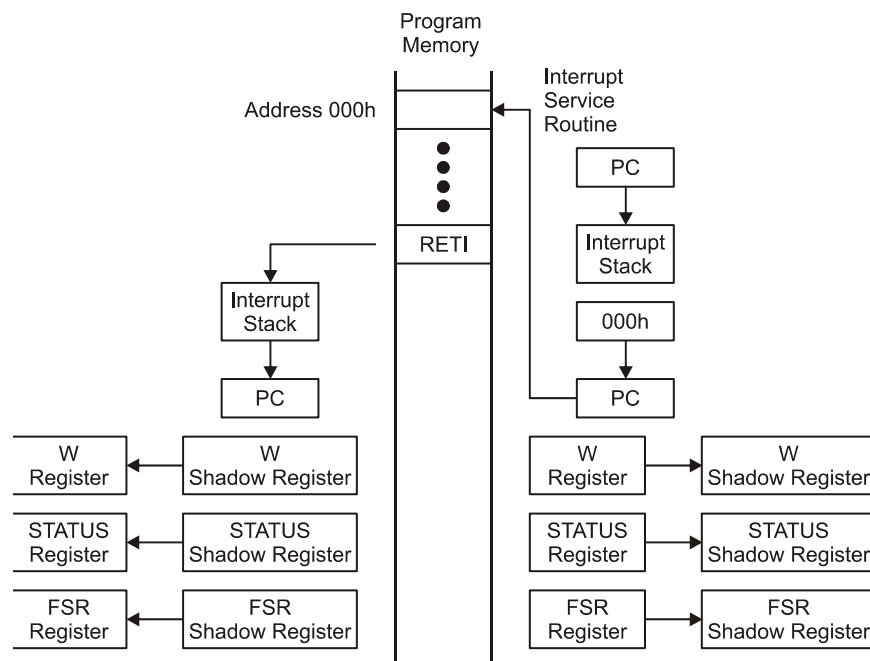 Program
Memory
Address 000h
Interrupt
Service
Routine
PC
Interrupt
Stack
000h
PC
RETI
Interrupt
Stack
PC
W
Register
W
Shadow Register
STATUS
Register
STATUS
Shadow Register
FSR
Register
FSR
Shadow Register
W
Register
W
Shadow Register
STATUS
Register
STATUS
Shadow Register
FSR
Register
FSR
Shadow Register